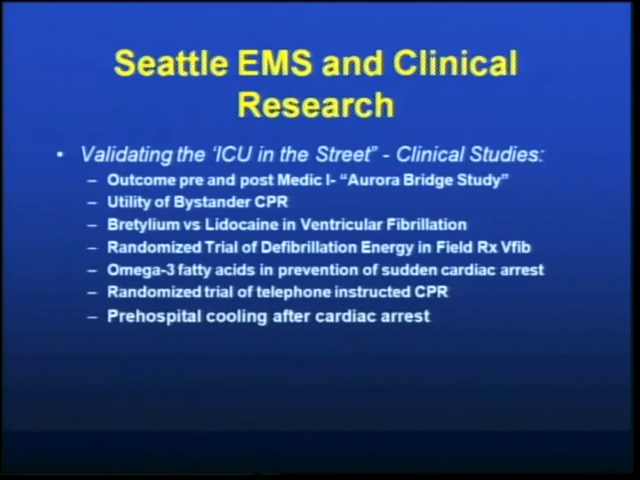 Seattle EMS and Clinical
Research
• Validating the ‘ICU in the Street” - Clinical Studies:
– Outcome pre and post Medic I- “Aurora Bridge Study”
– Utility of Bystander CPR
– Bretylium vs Lidocaine in Ventricular Fibrillation
– Randomized Trial of Defibrillation Energy in Field Rx Vfib
– Omega-3 fatty acids in prevention of sudden cardiac arrest
– Randomized trial of telephone instructed CPR
– Prehospital cooling after cardiac arrest